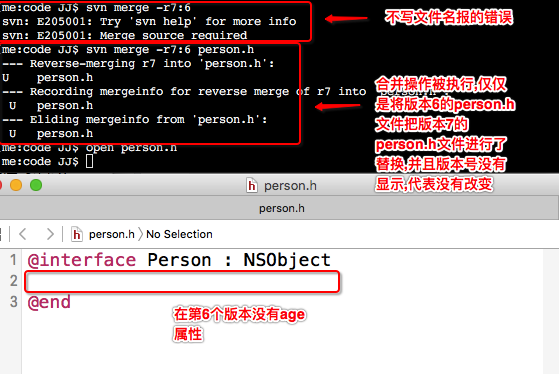 me:code JJ$ svn merge -r7:6
svn: E205001: Try 'svn help' for more info
svn: E205001: Merge source required
不写文件名报的错误
me:code JJ$ svn merge -r7:6 person.h
--- Reverse-merging r7 into 'person.h':
U    person.h
--- Recording mergeinfo for reverse merge of r7 into 'person.h':
 U   person.h
--- Eliding mergeinfo from 'person.h':
 U   person.h
me:code JJ$ open person.h
me:code JJ$
合并操作被执行,仅仅
是将版本6的person.h
文件把版本7的
person.h文件进行了
替换,并且版本号没有
显示,代表没有改变
person.h
person.h
person.h 〉No Selection
1 @interface Person : NSObject
2
3 @end
在第6个版本没有age
属性